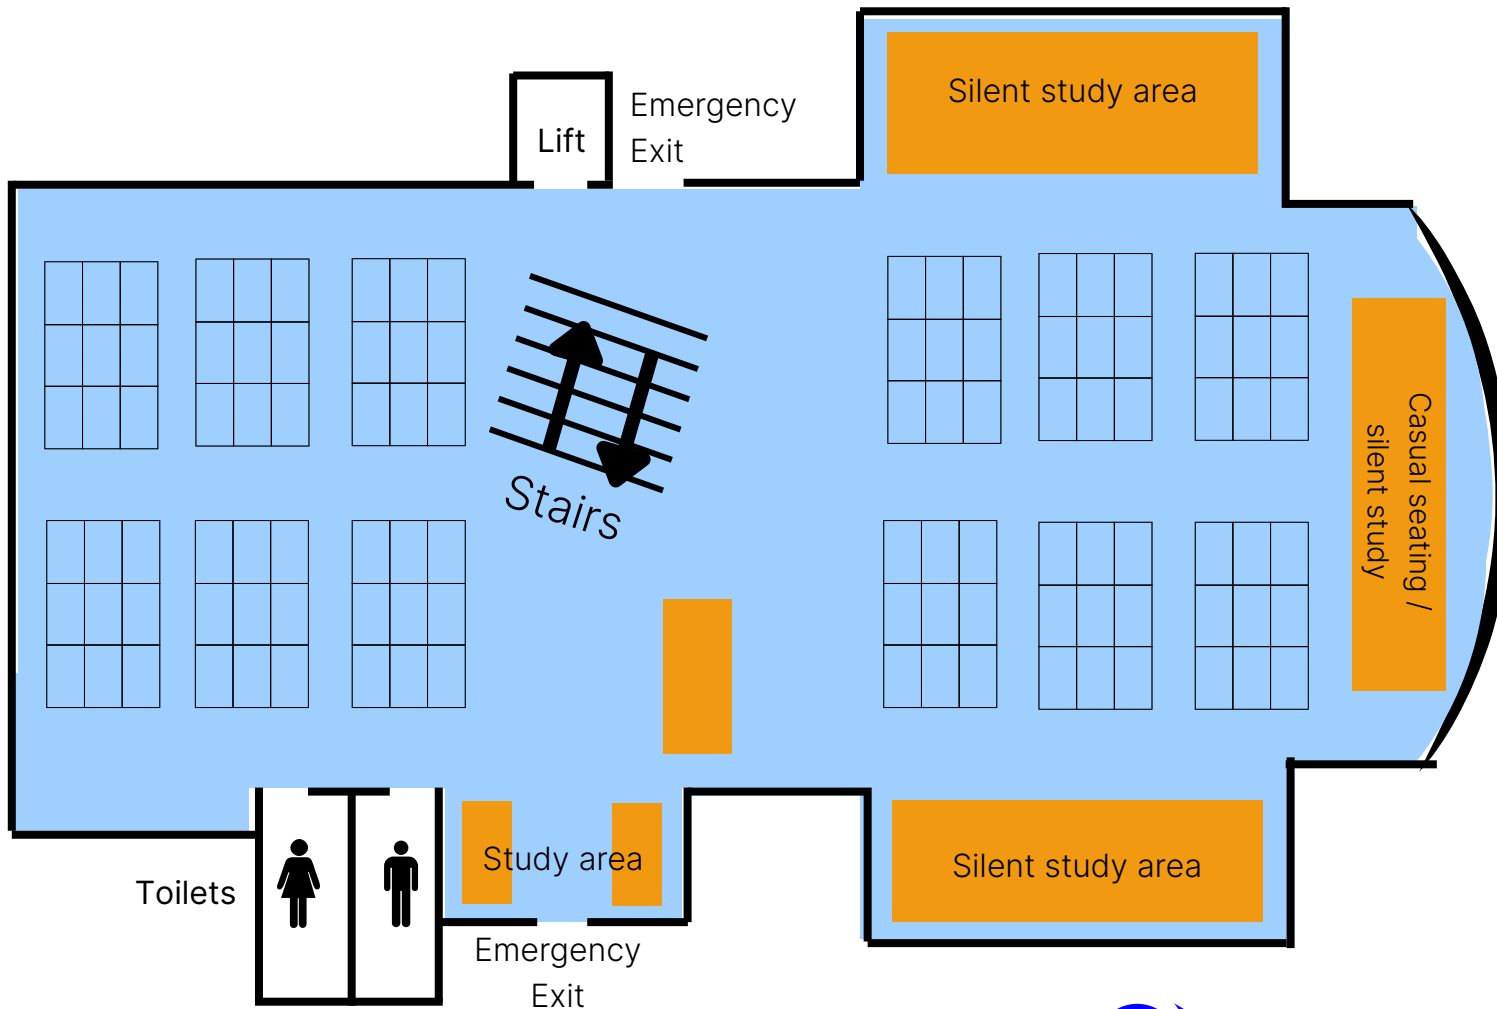 Silent study area
Emergency
Exit
Lift
Casual seating /
silent study
Stairs
Study area
Silent study area
Toilets
Emergency
Exit